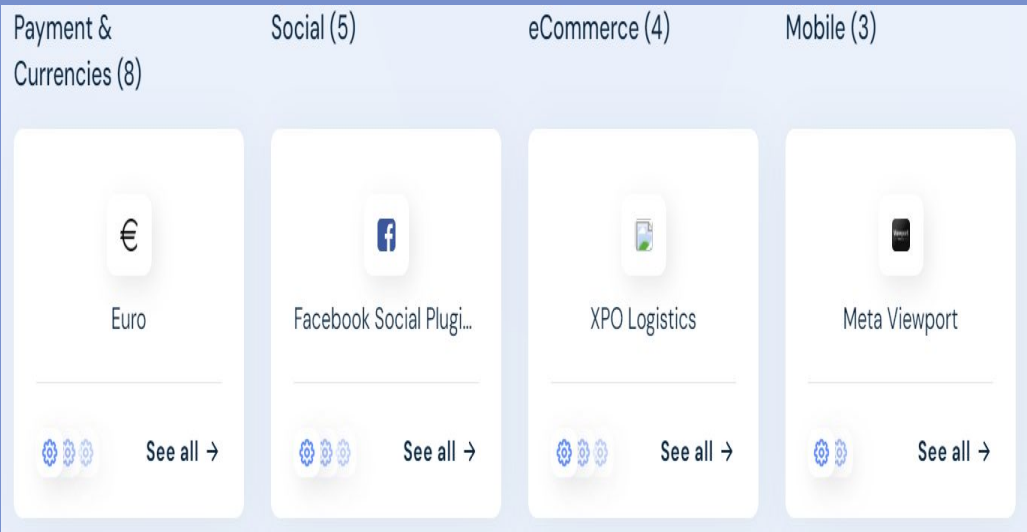 Payment &
Currencies (8)
Social (5)
eCommerce (4)
Mobile (3)
€
Euro
Facebook Social Plugi...
XPO Logistics
Meta Viewport
See all →
See all →
See all →
See all →